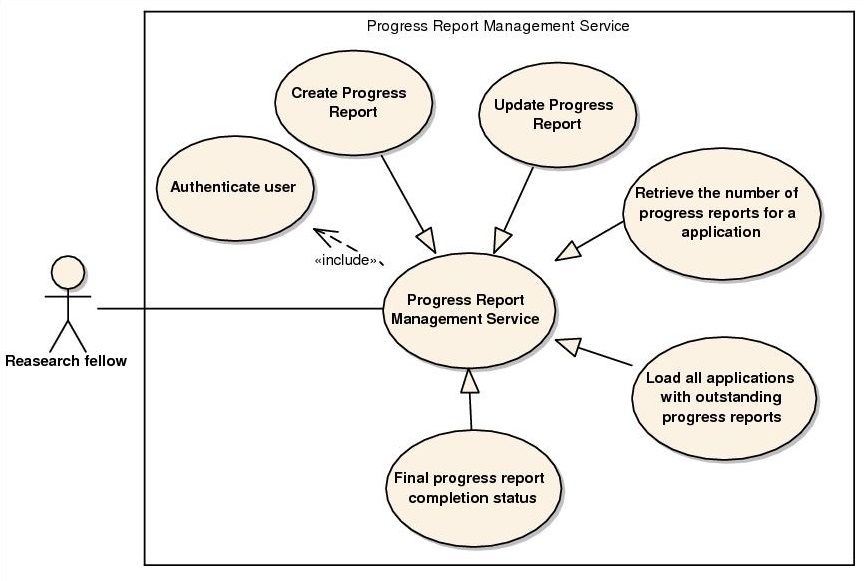 Progress Report Management Service
Create Progress
Report
Update Progress
Report
Authenticate user
Retrieve the number of
progress reports for a
application
«include»
Progress Report
Management Service
Reasearch fellow
Load all applications
with outstanding
progress reports
Final progress report
completion status